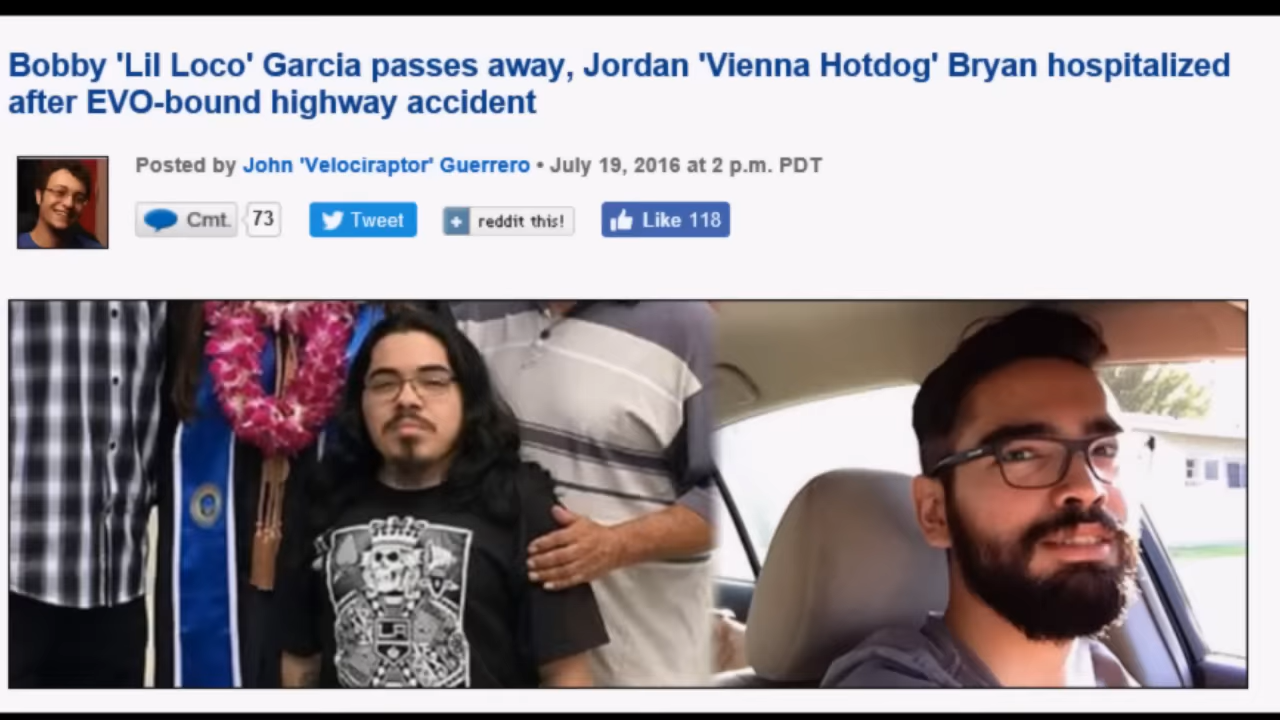 Bobby 'Lil Loco' Garcia passes away, Jordan 'Vienna Hotdog' Bryan hospitalized
after EVO-bound highway accident
Posted by John 'Velociraptor' Guerrero • July 19, 2016 at 2 p.m. PDT
Cmt. 73 Tweet + reddit this! Like 118
LA